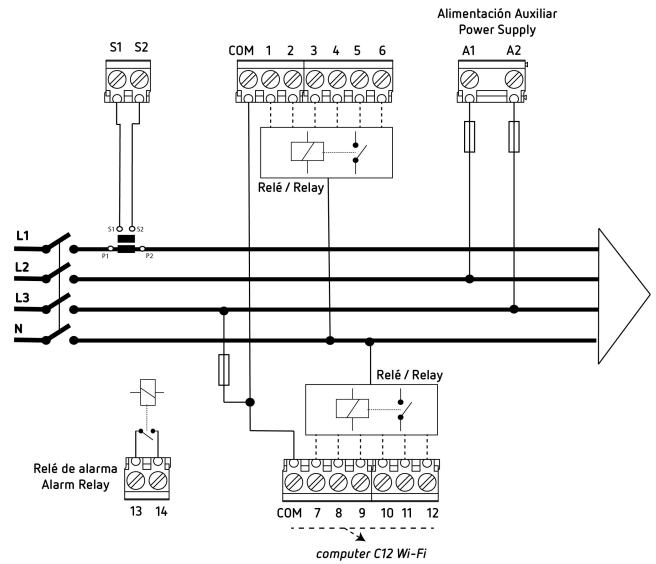 Alimentación Auxiliar
Power Supply
S1 S2
COM 1 2 3 4 5 6
A1 A2
Relé / Relay
S1 S2
L1
P1 P2
L2
L3
N
Relé / Relay
Relé de alarma
Alarm Relay
13 14
COM 7 8 9 10 11 12
computer C12 Wi-Fi